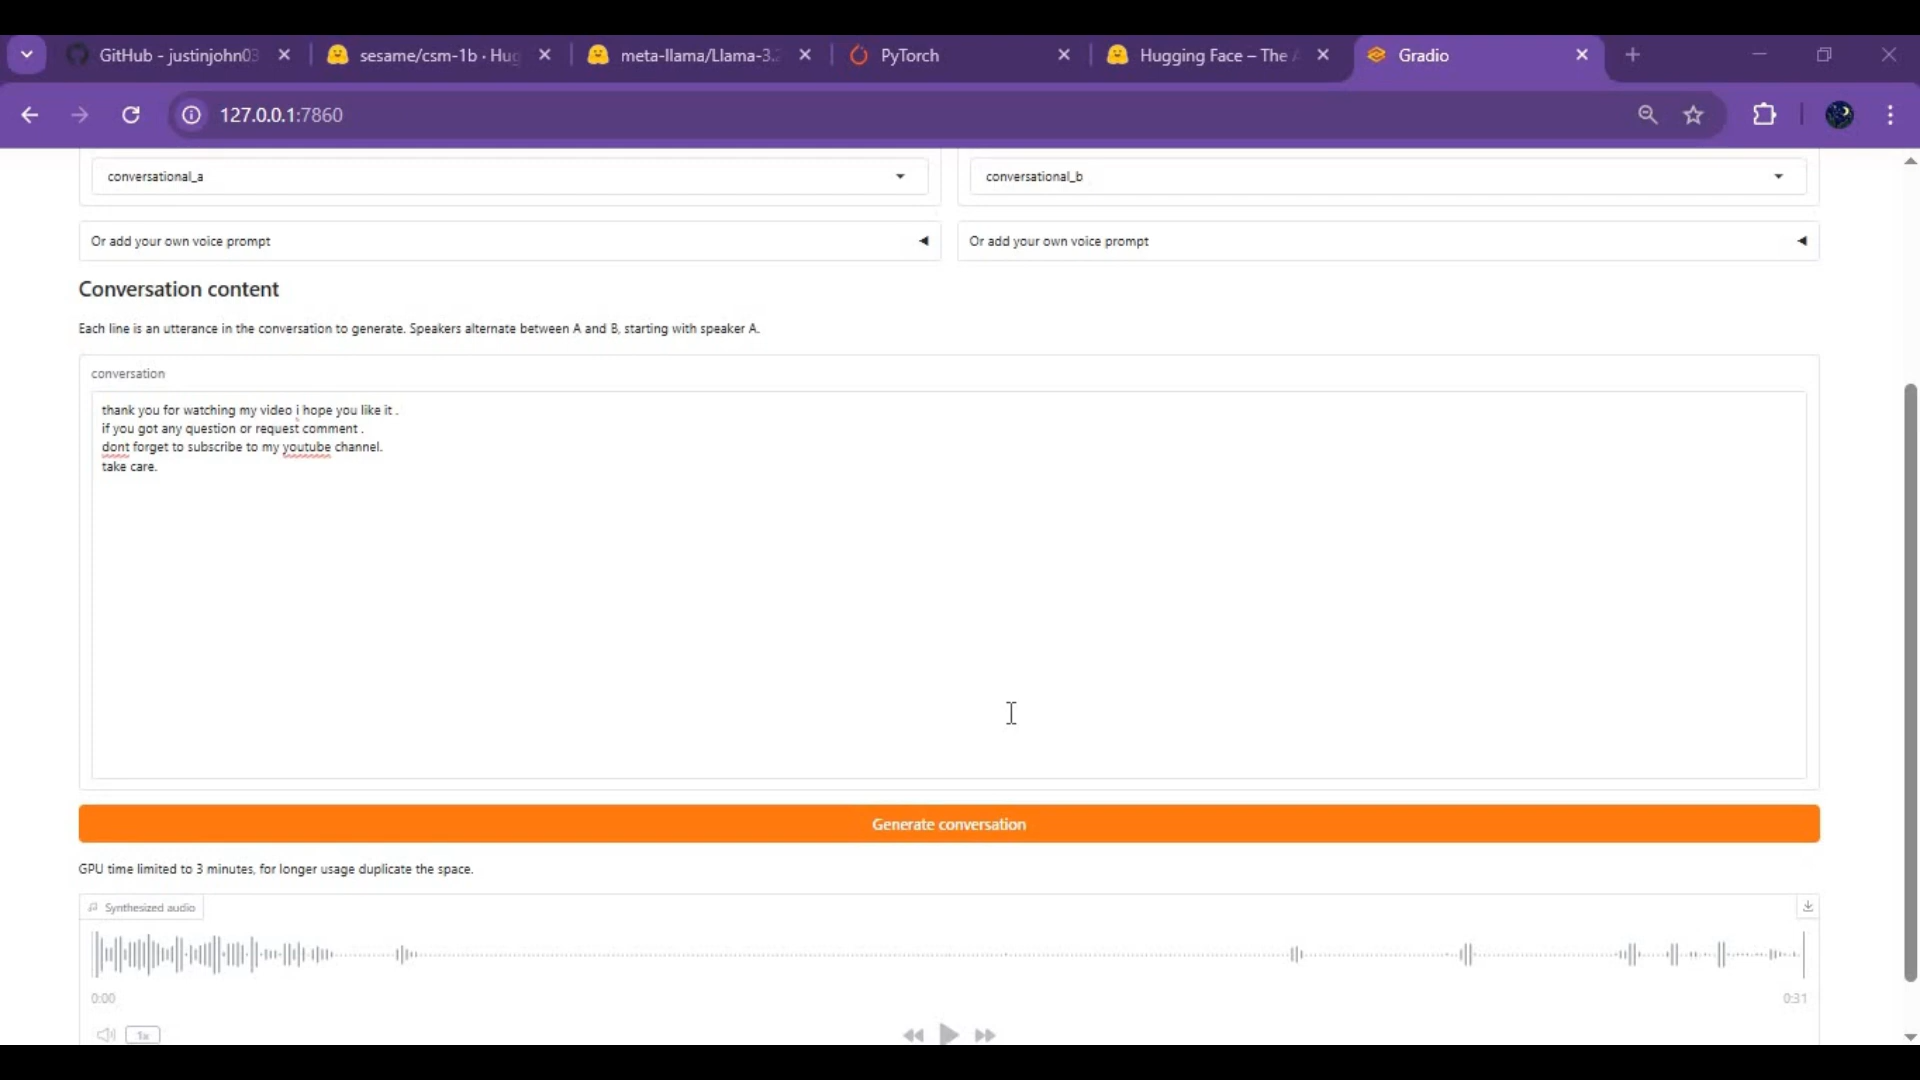 GitHub - justinjohn03
sesame/csm-1b · Hug
meta-llama/Llama-3.2
PyTorch
Hugging Face – The A
Gradio
127.0.0.1:7860
conversational_a
conversational_b
Or add your own voice prompt
Or add your own voice prompt
Conversation content
Each line is an utterance in the conversation to generate. Speakers alternate between A and B, starting with speaker A.
conversation
thank you for watching my video i hope you like it .
if you got any question or request comment .
dont forget to subscribe to my youtube channel.
take care.
Generate conversation
GPU time limited to 3 minutes, for longer usage duplicate the space.
Synthesized audio
0:00
0:31
1x